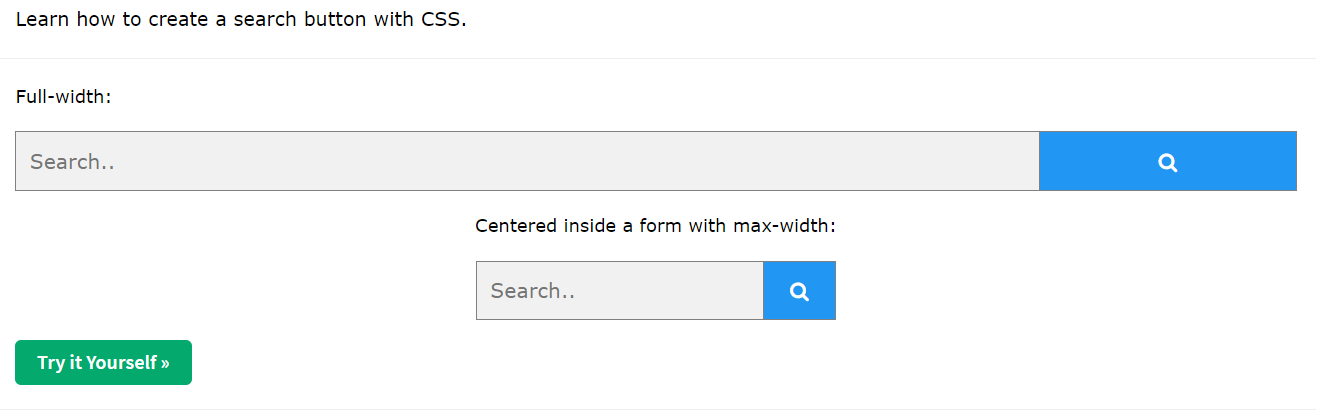 Learn how to create a search button with CSS.
Full-width:
Search..
Centered inside a form with max-width:
Search..
Try it Yourself »